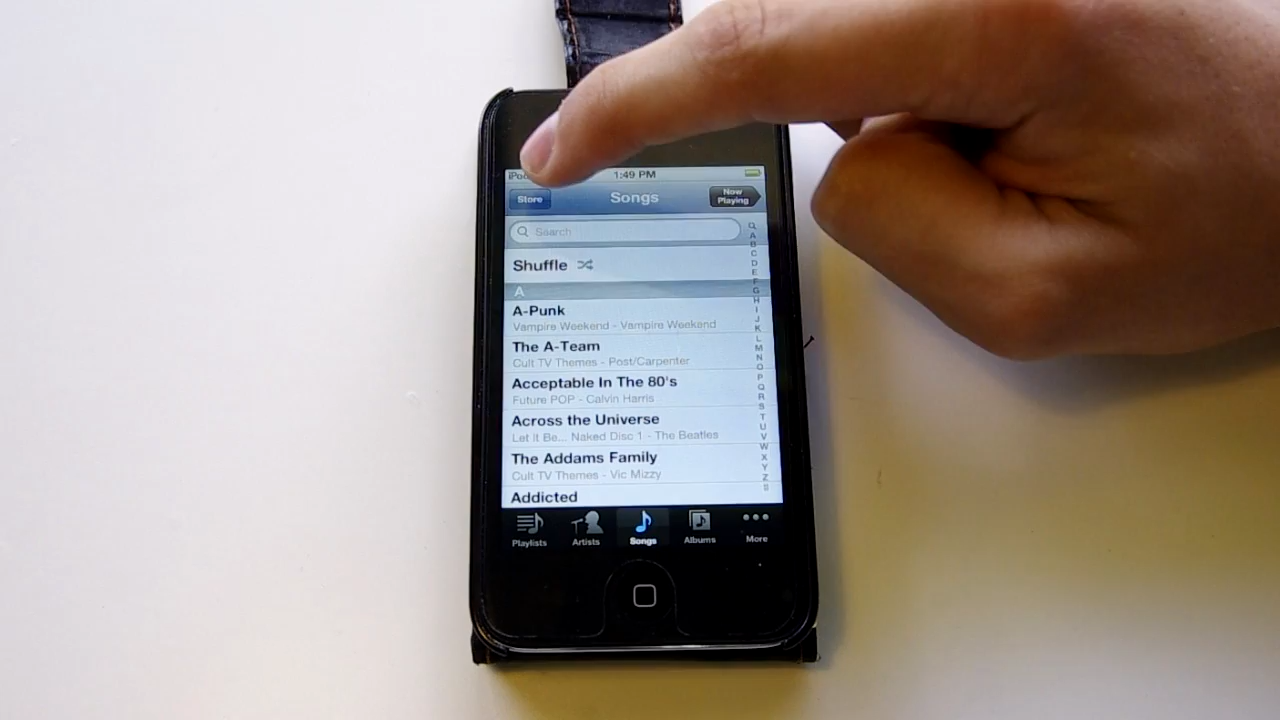 iPod
1:49 PM
Store
Songs
Now
Playing
Search
Shuffle
A
A-Punk
Vampire Weekend - Vampire Weekend
The A-Team
Cult TV Themes - Post/Carpenter
Acceptable In The 80's
Future POP - Calvin Harris
Across the Universe
Let It Be... Naked Disc 1 - The Beatles
The Addams Family
Cult TV Themes - Vic Mizzy
Addicted
A
B
C
D
E
F
G
H
I
J
K
L
M
N
O
P
Q
R
S
T
U
V
W
X
Y
Z
#
Playlists
Artists
Songs
Albums
More